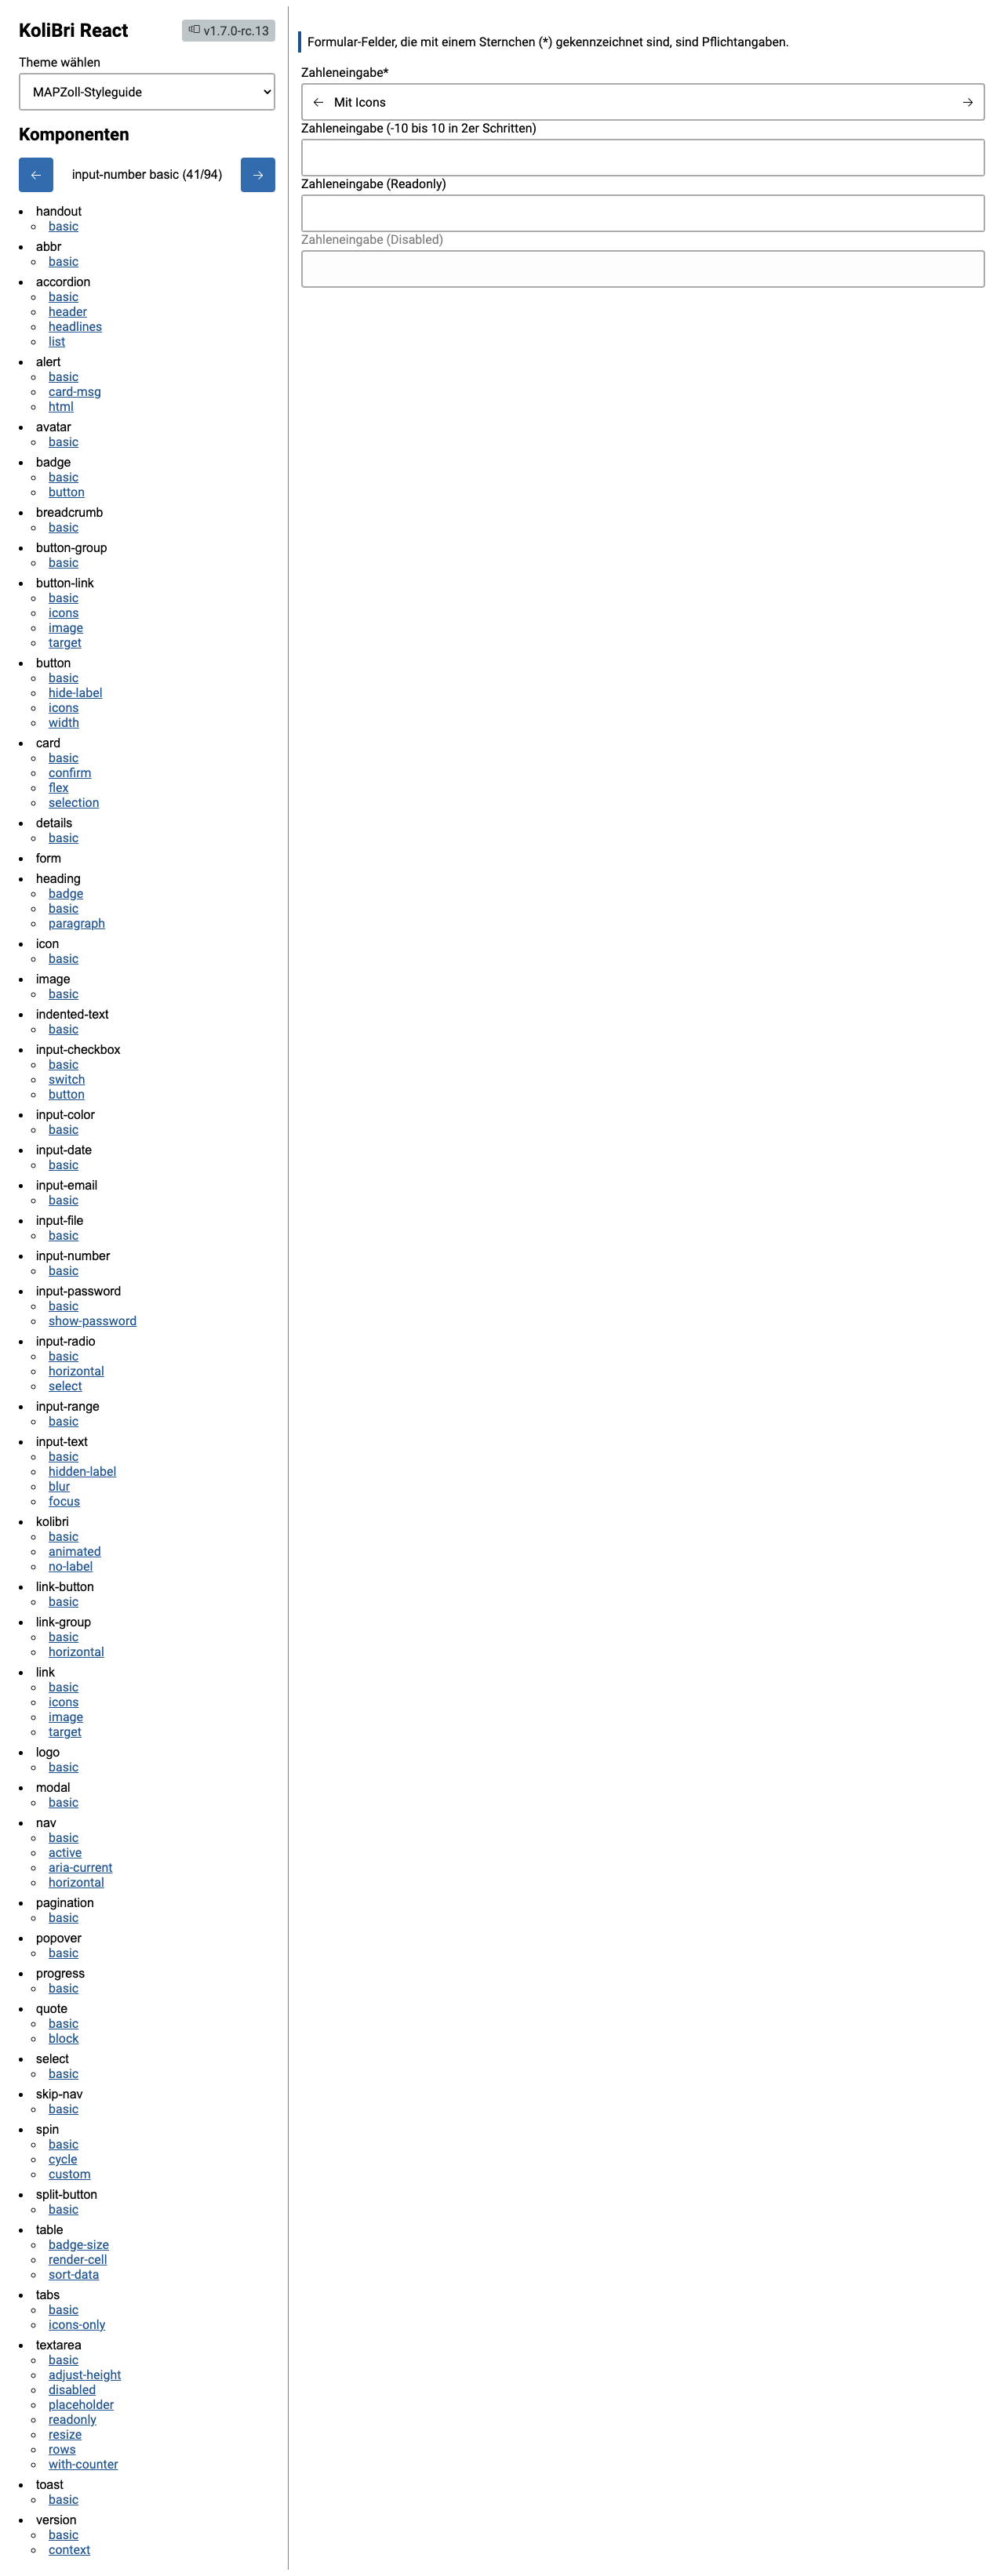 KoliBri React
v1.7.0-rc.13
Theme wählen
MAPZoll-Styleguide
Komponenten
←
input-number basic (41/94)
→
handout
basic
abbr
basic
accordion
basic
header
headlines
list
alert
basic
card-msg
html
avatar
basic
badge
basic
button
breadcrumb
basic
button-group
basic
button-link
basic
icons
image
target
button
basic
hide-label
icons
width
card
basic
confirm
flex
selection
details
basic
form
heading
badge
basic
paragraph
icon
basic
image
basic
indented-text
basic
input-checkbox
basic
switch
button
input-color
basic
input-date
basic
input-email
basic
input-file
basic
input-number
basic
input-password
basic
show-password
input-radio
basic
horizontal
select
input-range
basic
input-text
basic
hidden-label
blur
focus
kolibri
basic
animated
no-label
link-button
basic
link-group
basic
horizontal
link
basic
icons
image
target
logo
basic
modal
basic
nav
basic
active
aria-current
horizontal
pagination
basic
popover
basic
progress
basic
quote
basic
block
select
basic
skip-nav
basic
spin
basic
cycle
custom
split-button
basic
table
badge-size
render-cell
sort-data
tabs
basic
icons-only
textarea
basic
adjust-height
disabled
placeholder
readonly
resize
rows
with-counter
toast
basic
version
basic
context
Formular-Felder, die mit einem Sternchen (*) gekennzeichnet sind, sind Pflichtangaben.
Zahleneingabe*
← Mit Icons →
Zahleneingabe (-10 bis 10 in 2er Schritten)
Zahleneingabe (Readonly)
Zahleneingabe (Disabled)